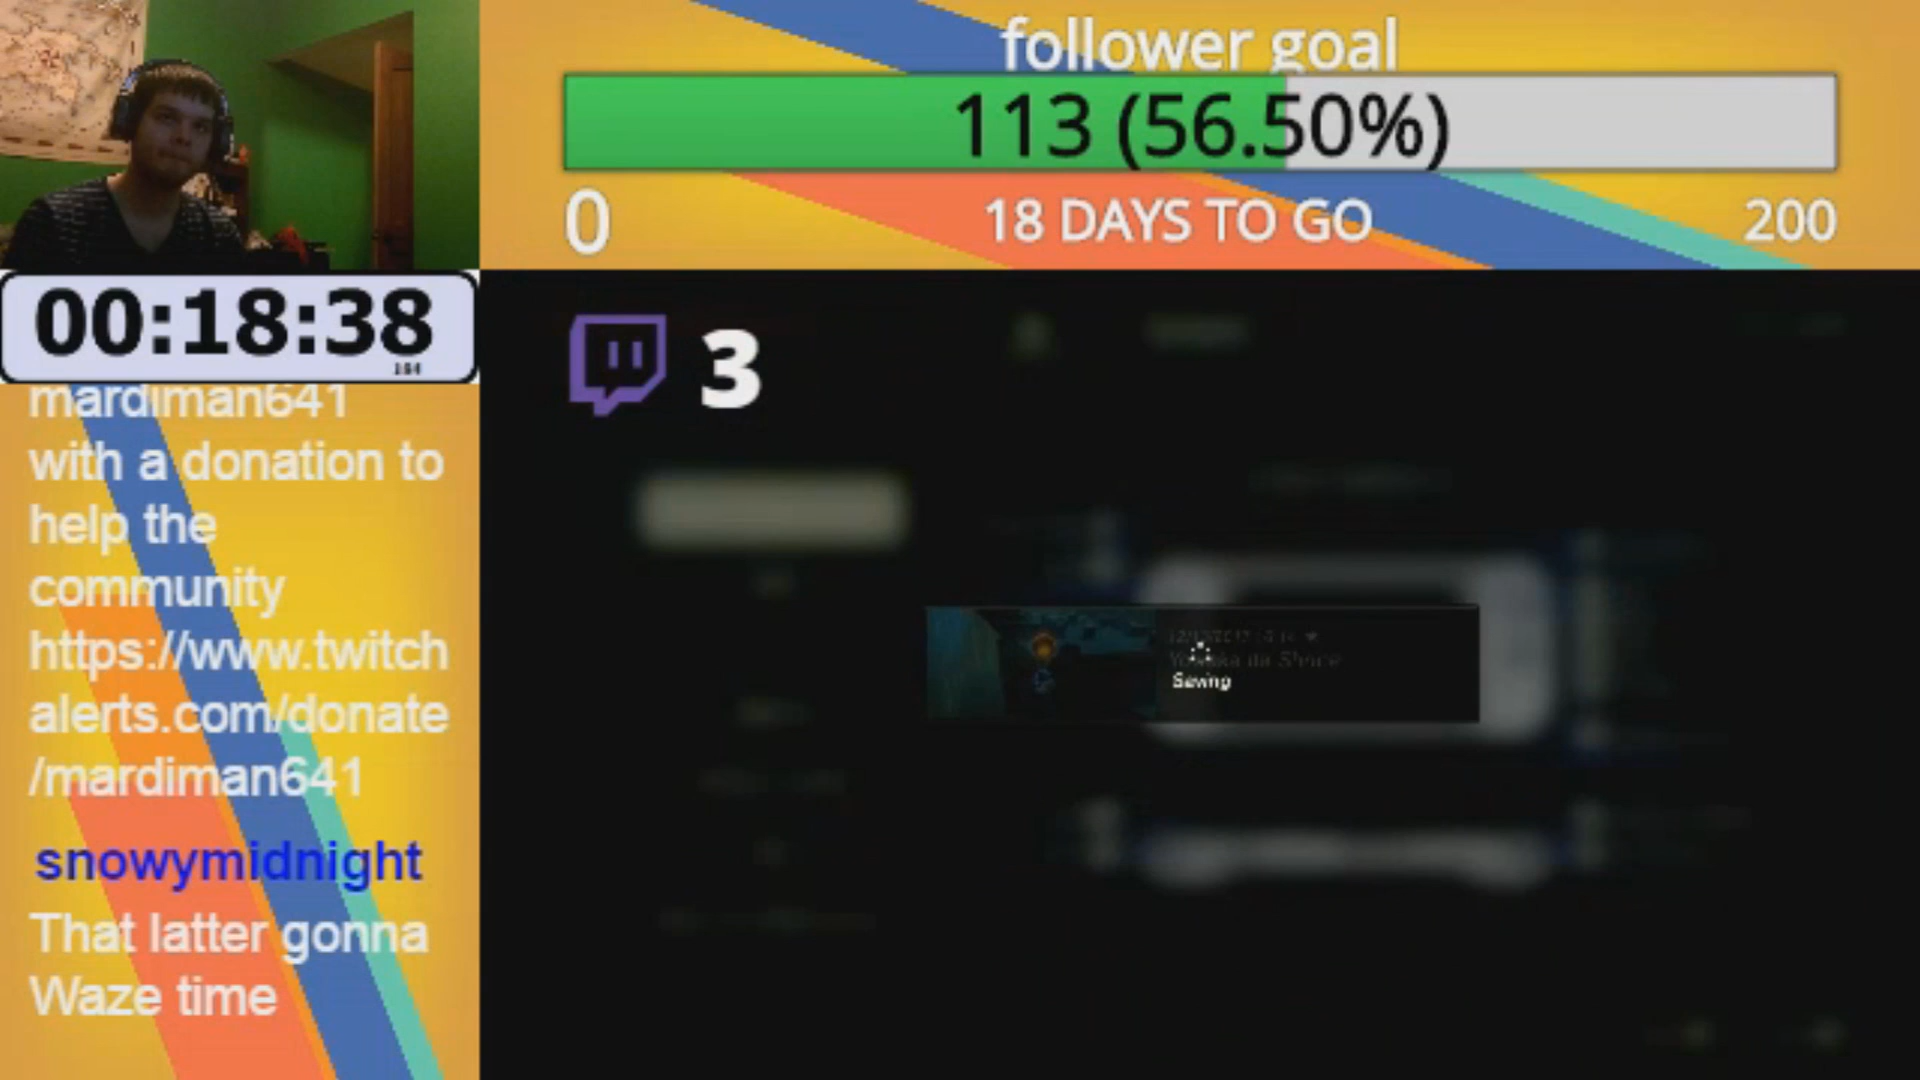 follower goal
113 (56.50%)
0
18 DAYS TO GO
200
00:18:38
3
mardiman641
with a donation to
help the
community
https://www.twitch
alerts.com/donate
/mardiman641
snowymidnight
That latter gonna
Waze time
Saving